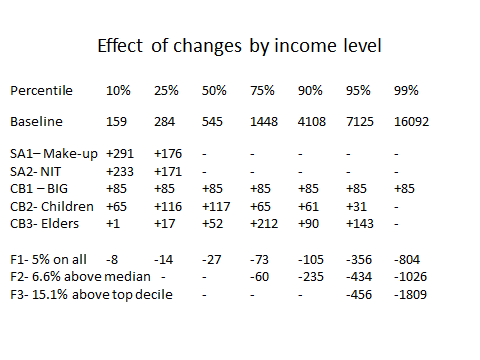 Effect of changes by income level
Percentile 10% 25% 50% 75% 90% 95% 99%
Baseline 159 284 545 1448 4108 7125 16092
SA1– Make-up +291 +176 - - - - -
SA2- NIT +233 +171 - - - - -
CB1 – BIG +85 +85 +85 +85 +85 +85 +85
CB2- Children +65 +116 +117 +65 +61 +31 -
CB3- Elders +1 +17 +52 +212 +90 +143 -
F1- 5% on all -8 -14 -27 -73 -105 -356 -804
F2- 6.6% above median - - -60 -235 -434 -1026
F3- 15.1% above top decile - - - -456 -1809